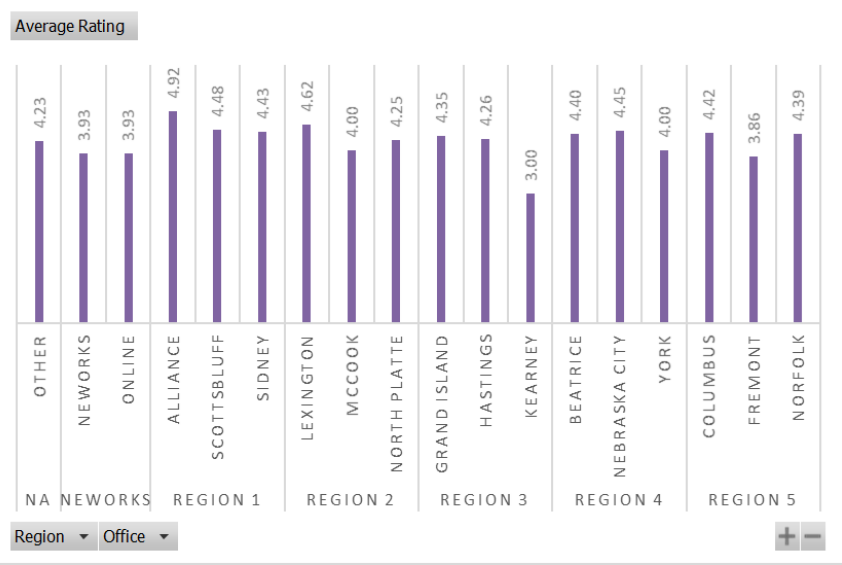 Average Rating
4.23 3.93 3.93 4.92 4.48 4.43 4.62 4.00 4.25 4.35 4.26 3.00 4.40 4.45 4.00 4.42 3.86 4.39
OTHER NEWORKS ONLINE ALLIANCE SCOTTSBLUFF SIDNEY LEXINGTON MCCOOK NORTH PLATTE GRAND ISLAND HASTINGS KEARNEY BEATRICE NEBRASKA CITY YORK COLUMBUS FREMONT NORFOLK
NA NEWORKS REGION 1 REGION 2 REGION 3 REGION 4 REGION 5
Region Office